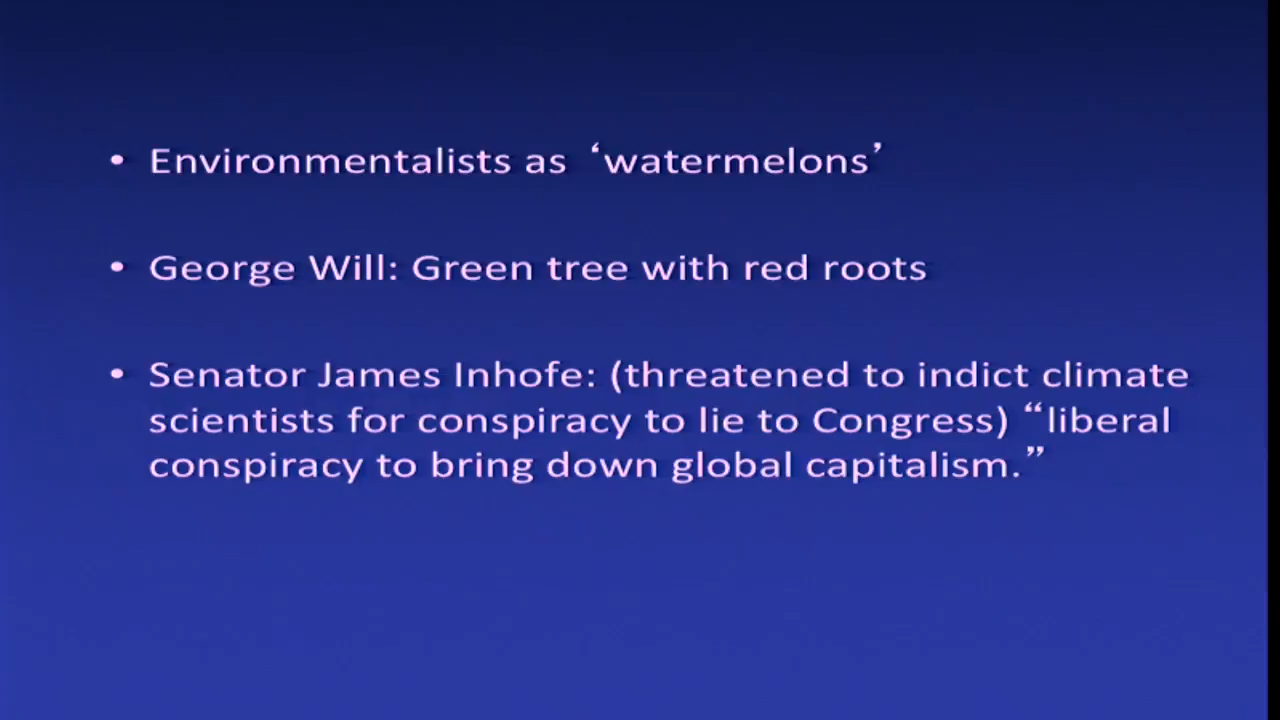 • Environmentalists as ‘watermelons’
• George Will: Green tree with red roots
• Senator James Inhofe: (threatened to indict climate
scientists for conspiracy to lie to Congress) “liberal
conspiracy to bring down global capitalism.”